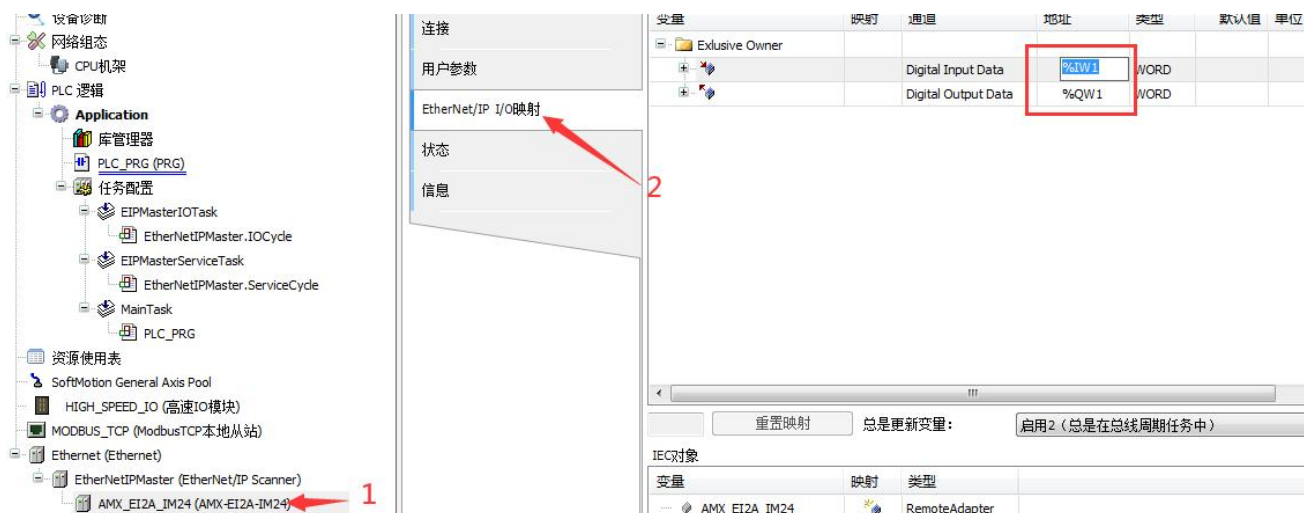 设备诊断
网络组态
CPU机架
PLC 逻辑
Application
库管理器
PLC_PRG (PRG)
任务配置
EIPMasterIOTask
EtherNetIPMaster.IOCycle
EIPMasterServiceTask
EtherNetIPMaster.ServiceCycle
MainTask
PLC_PRG
资源使用表
SoftMotion General Axis Pool
HIGH_SPEED_IO (高速IO模块)
MODBUS_TCP (ModbusTCP本地从站)
Ethernet (Ethernet)
EtherNetIPMaster (EtherNet/IP Scanner)
AMX_EI2A_IM24 (AMX-EI2A-IM24)
1
连接
用户参数
EtherNet/IP I/O映射
状态
信息
2
变量 映射 通道 地址 类型 默认值 单位
Exlusive Owner
Digital Input Data %IW1 WORD
Digital Output Data %QW1 WORD
重置映射 总是更新变量： 启用2（总是在总线周期任务中）
IEC对象
变量 映射 类型
AMX_EI2A_IM24 RemoteAdapter